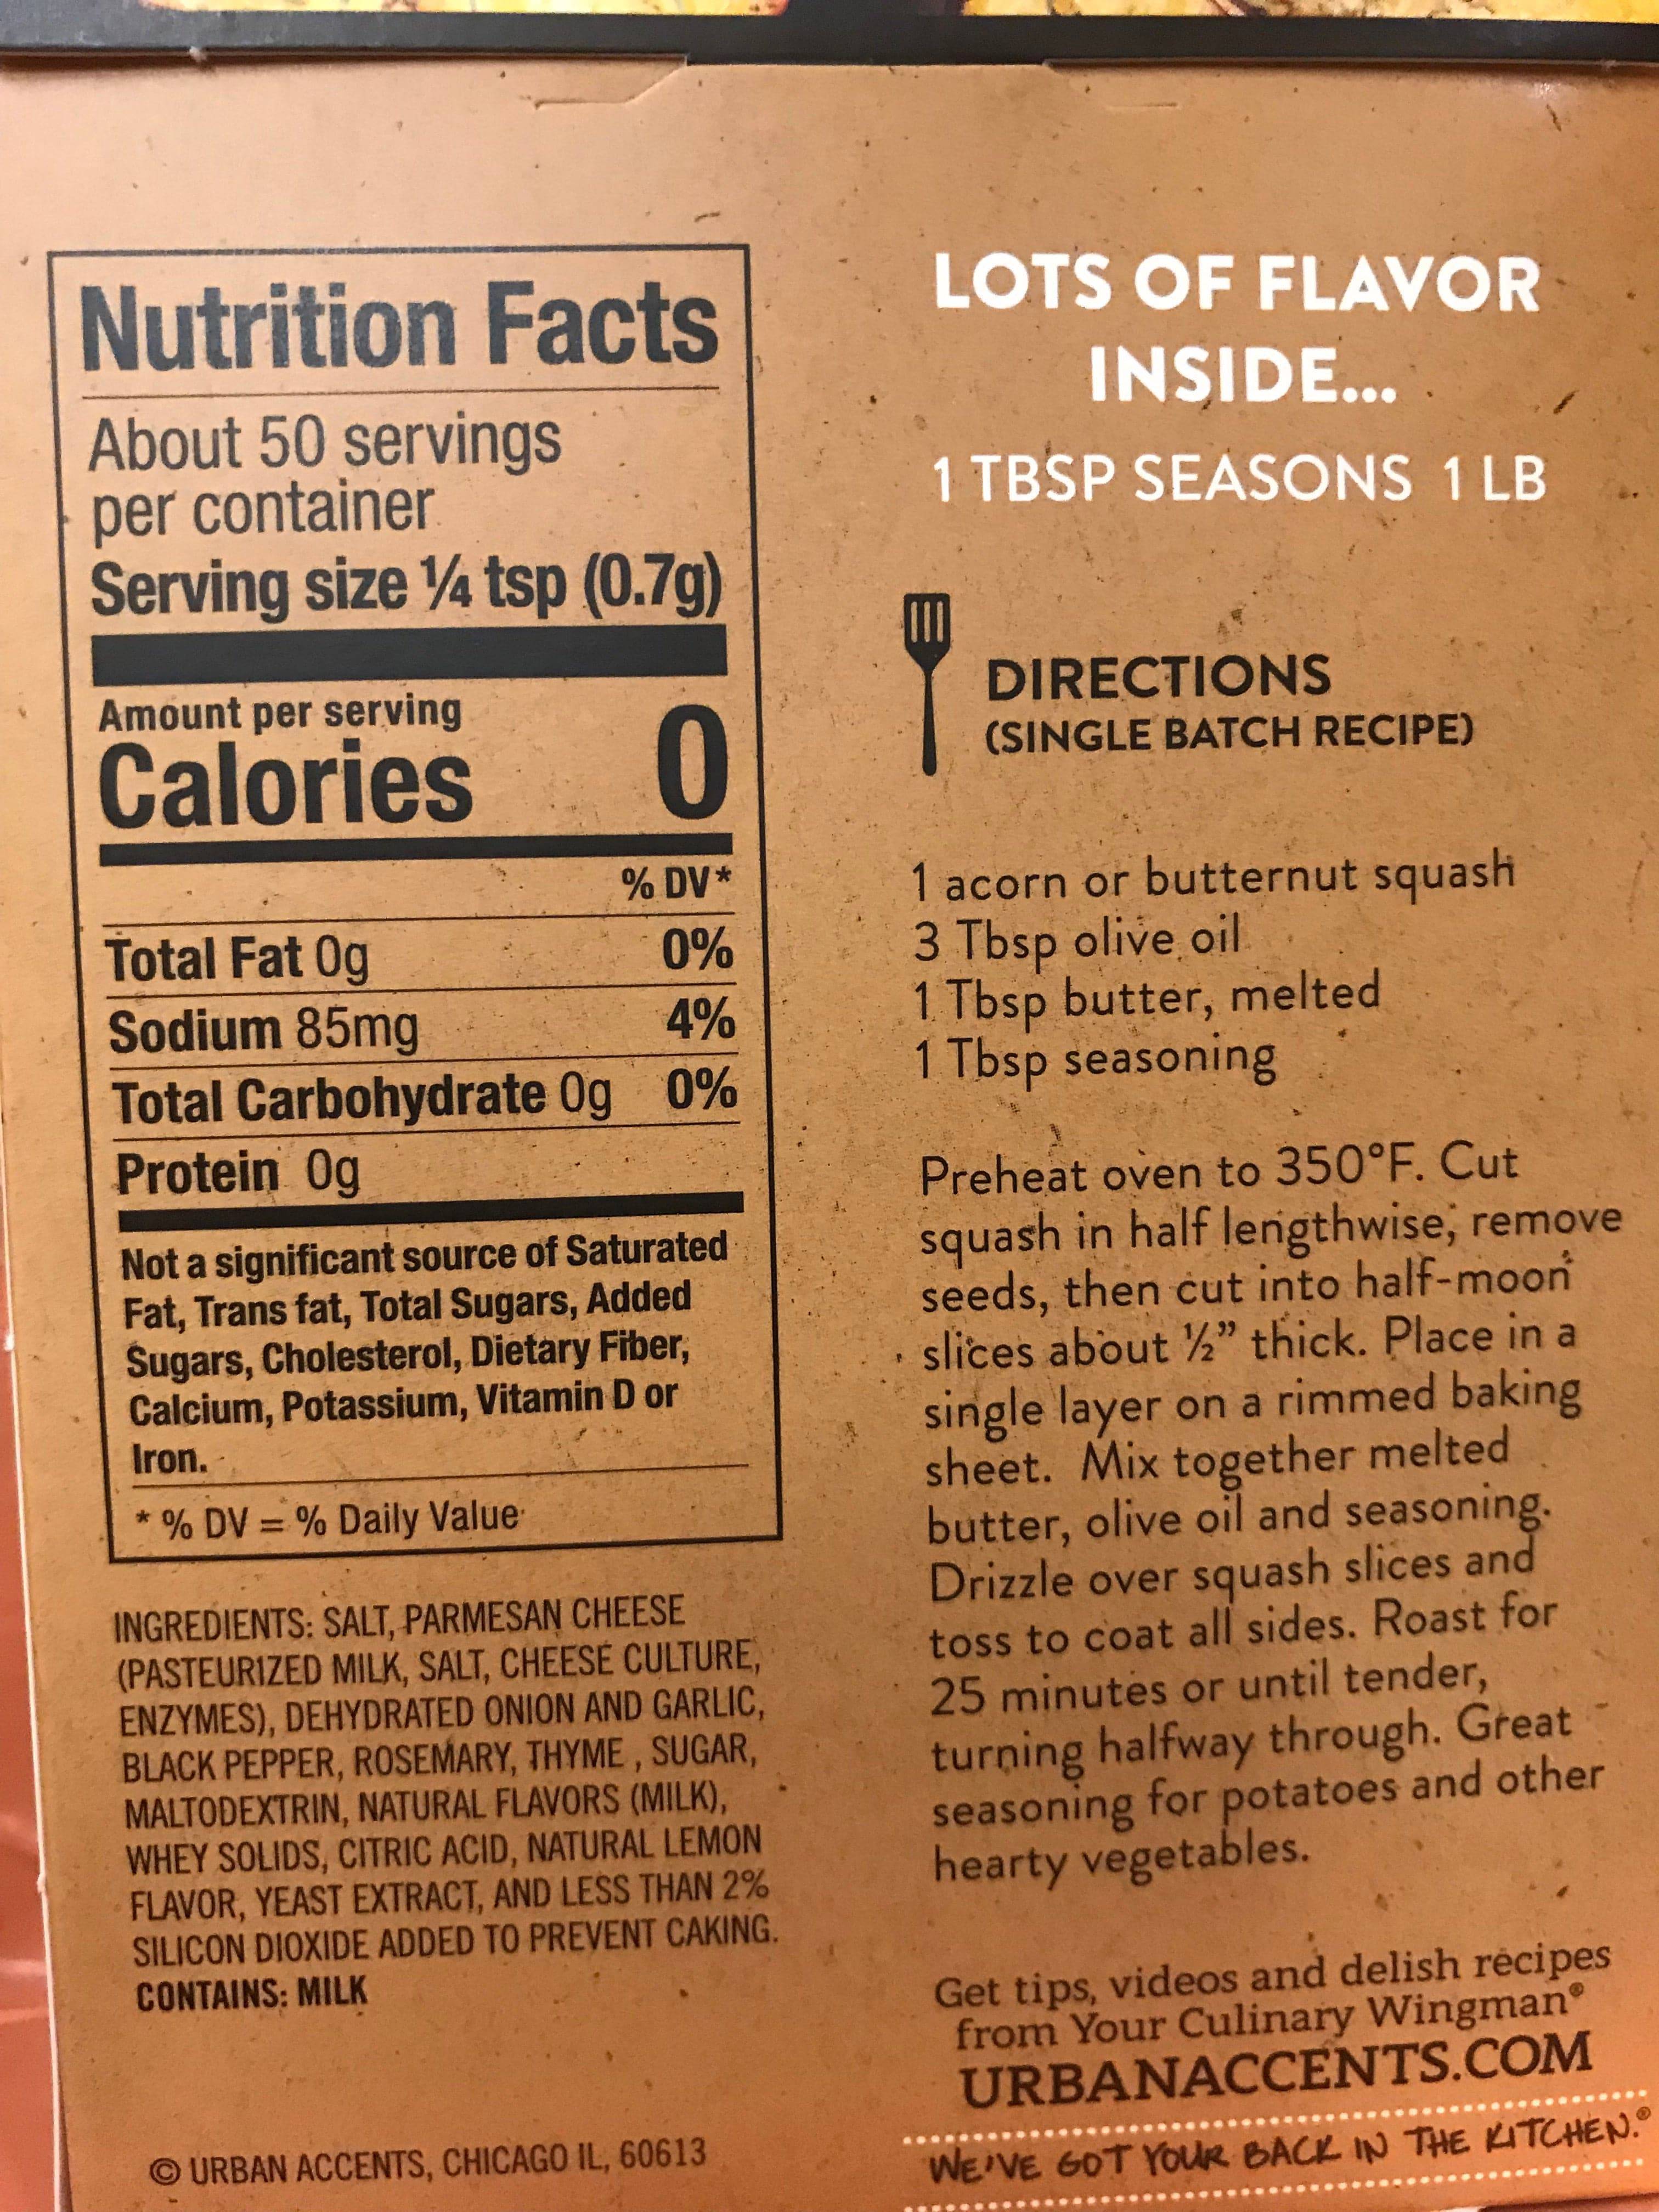 Nutrition Facts
About 50 servings
per container
Serving size ¼ tsp (0.7g)
Amount per serving
Calories 0
% DV*
Total Fat 0g 0%
Sodium 85mg 4%
Total Carbohydrate 0g 0%
Protein 0g
Not a significant source of Saturated
Fat, Trans fat, Total Sugars, Added
Sugars, Cholesterol, Dietary Fiber,
Calcium, Potassium, Vitamin D or
Iron.
* % DV = % Daily Value
INGREDIENTS: SALT, PARMESAN CHEESE
(PASTEURIZED MILK, SALT, CHEESE CULTURE,
ENZYMES), DEHYDRATED ONION AND GARLIC,
BLACK PEPPER, ROSEMARY, THYME , SUGAR,
MALTODEXTRIN, NATURAL FLAVORS (MILK),
WHEY SOLIDS, CITRIC ACID, NATURAL LEMON
FLAVOR, YEAST EXTRACT, AND LESS THAN 2%
SILICON DIOXIDE ADDED TO PREVENT CAKING.
CONTAINS: MILK
© URBAN ACCENTS, CHICAGO IL, 60613
LOTS OF FLAVOR
INSIDE...
1 TBSP SEASONS 1 LB
DIRECTIONS
(SINGLE BATCH RECIPE)
1 acorn or butternut squash
3 Tbsp olive oil
1 Tbsp butter, melted
1 Tbsp seasoning
Preheat oven to 350°F. Cut
squash in half lengthwise, remove
seeds, then cut into half-moon
slices about ½” thick. Place in a
single layer on a rimmed baking
sheet. Mix together melted
butter, olive oil and seasoning.
Drizzle over squash slices and
toss to coat all sides. Roast for
25 minutes or until tender,
turning halfway through. Great
seasoning for potatoes and other
hearty vegetables.
Get tips, videos and delish recipes
from Your Culinary Wingman®
URBANACCENTS.COM
WE'VE GOT YOUR BACK IN THE KITCHEN.®